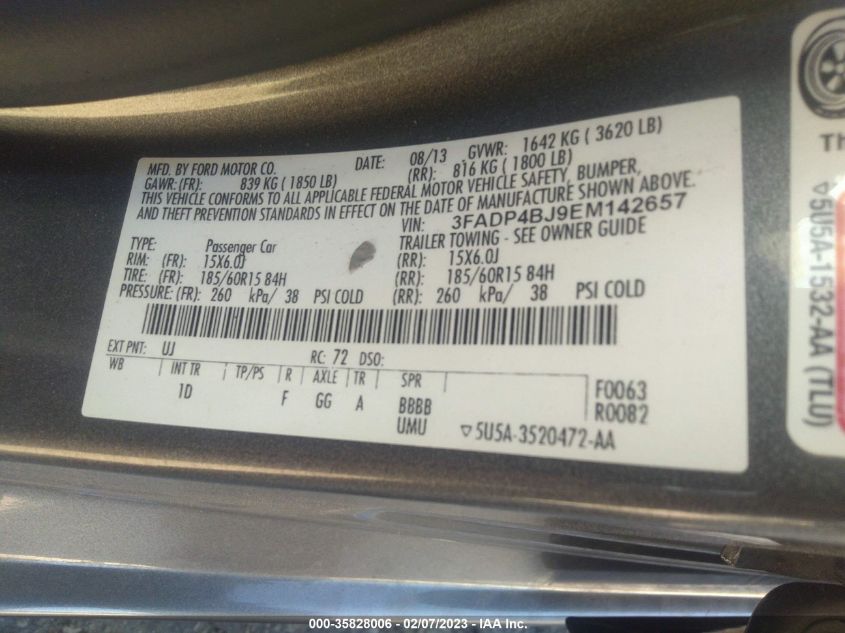 MFD. BY FORD MOTOR CO. DATE: 08/13 GVWR: 1642 KG ( 3620 LB)
GAWR: (FR): 839 KG ( 1850 LB) (RR): 816 KG ( 1800 LB)
THIS VEHICLE CONFORMS TO ALL APPLICABLE FEDERAL MOTOR VEHICLE SAFETY, BUMPER,
AND THEFT PREVENTION STANDARDS IN EFFECT ON THE DATE OF MANUFACTURE SHOWN ABOVE.
VIN: 3FADP4BJ9EM142657
TYPE: Passenger Car TRAILER TOWING - SEE OWNER GUIDE
RIM: (FR): 15X6.0J (RR): 15X6.0J
TIRE: (FR): 185/60R15 84H (RR): 185/60R15 84H
PRESSURE: (FR): 260 kPa/ 38 PSI COLD (RR): 260 kPa/ 38 PSI COLD
EXT PNT: UJ RC: 72 DSO:
WB INT TR TP/PS R AXLE TR SPR F0063
1D F GG A BBBB R0082
UMU ▽5U5A-3520472-AA
Th
▽5U5A-1532-AA (TLU)
000-35828006 - 02/07/2023 - IAA Inc.